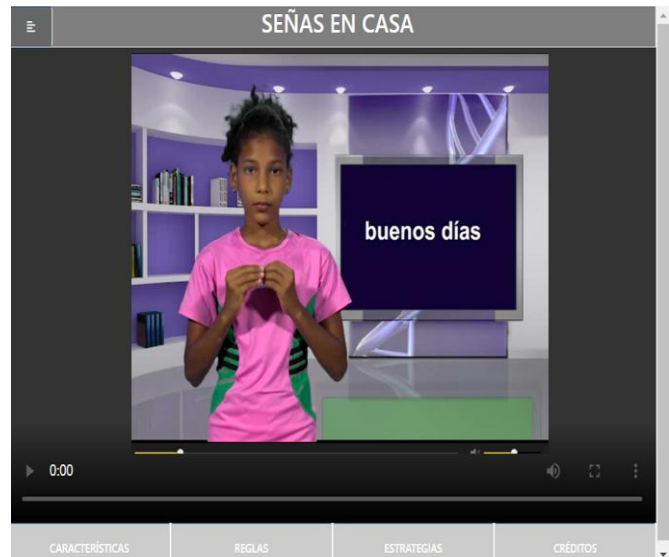 SEÑAS EN CASA
buenos días
0:00
CARACTERÍSTICAS REGLAS ESTRATEGIAS CRÉDITOS